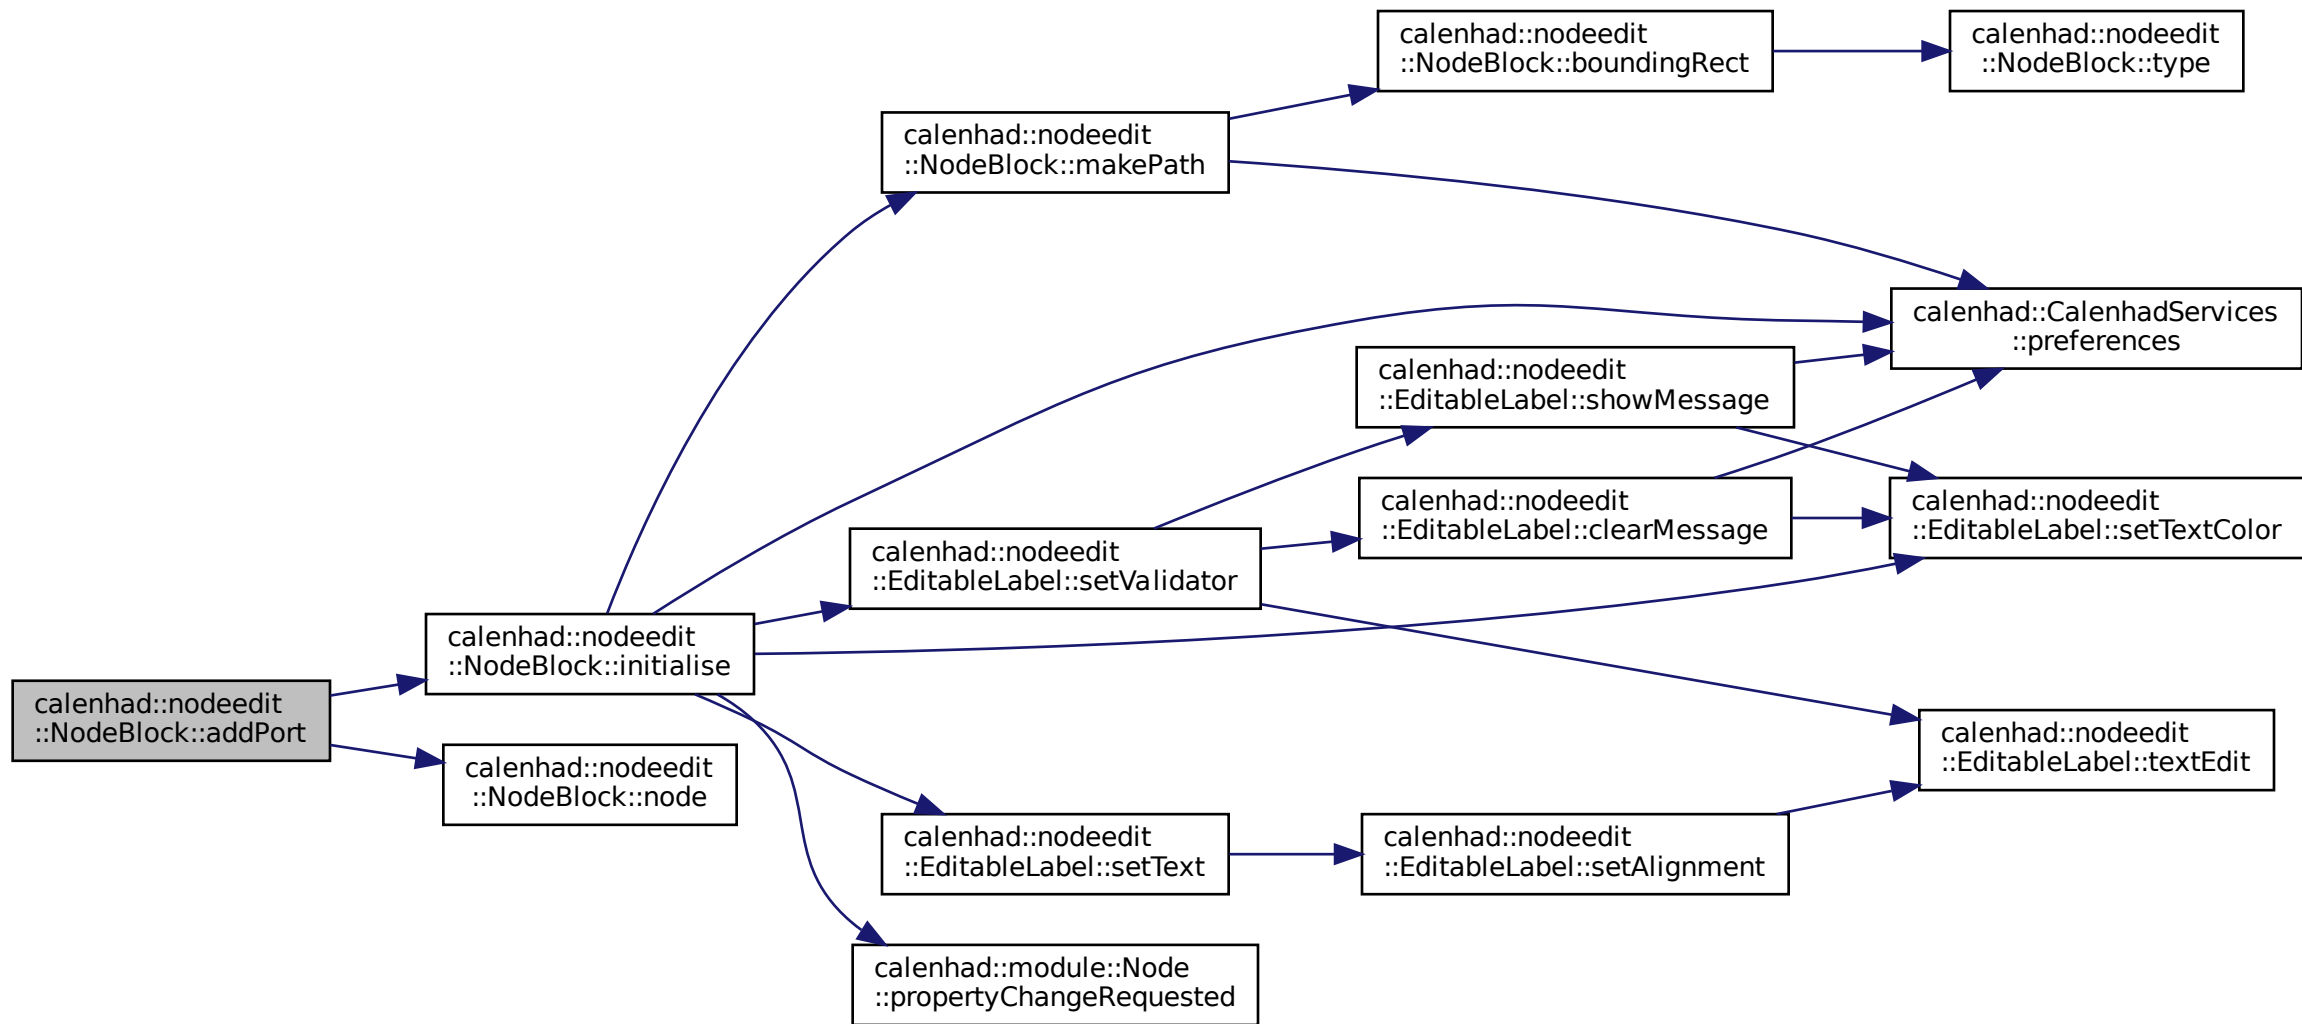 calenhad::nodeedit
::NodeBlock::boundingRect
calenhad::nodeedit
::NodeBlock::type
calenhad::nodeedit
::NodeBlock::makePath
calenhad::CalenhadServices
::preferences
calenhad::nodeedit
::EditableLabel::showMessage
calenhad::nodeedit
::EditableLabel::clearMessage
calenhad::nodeedit
::EditableLabel::setTextColor
calenhad::nodeedit
::EditableLabel::setValidator
calenhad::nodeedit
::NodeBlock::initialise
calenhad::nodeedit
::NodeBlock::addPort
calenhad::nodeedit
::NodeBlock::node
calenhad::nodeedit
::EditableLabel::textEdit
calenhad::nodeedit
::EditableLabel::setText
calenhad::nodeedit
::EditableLabel::setAlignment
calenhad::module::Node
::propertyChangeRequested